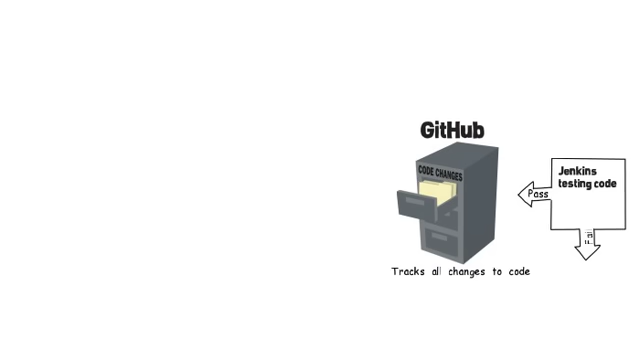 GitHub
CODE CHANGES
Jenkins
testing code
Pass
Tracks all changes to code